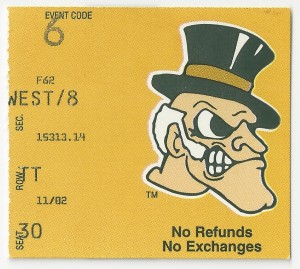 EVENT CODE
6
F62
WEST/8
SEC.
15313.14
ROW
TT
11/02
SEAT
30
TM
No Refunds
No Exchanges